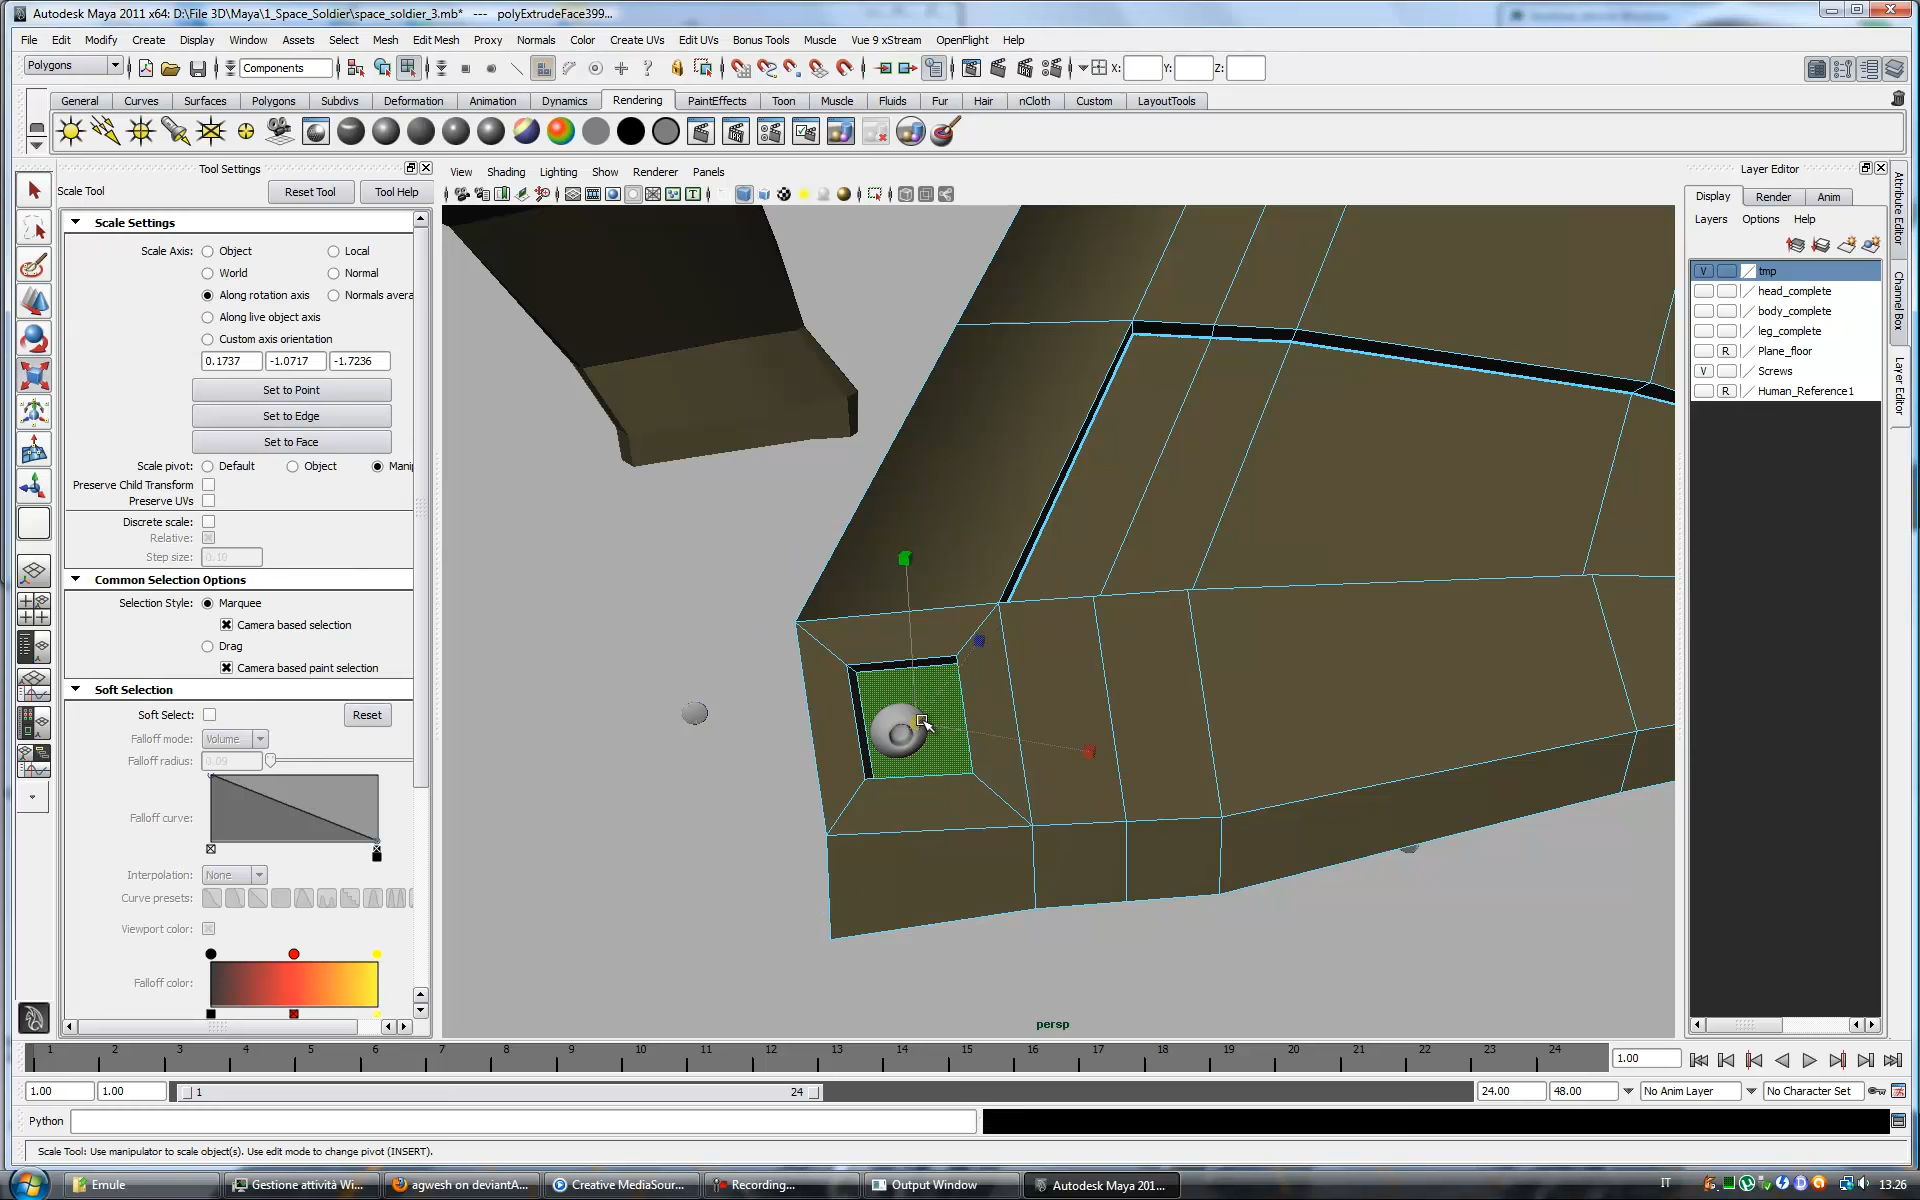 Autodesk Maya 2011 x64: D:\File 3D\Maya\1_Space_Soldier\space_soldier_3.mb* --- polyExtrudeFace399...
File Edit Modify Create Display Window Assets Select Mesh Edit Mesh Proxy Normals Color Create UVs Edit UVs Bonus Tools Muscle Vue 9 xStream OpenFlight Help
Polygons Components X: Y: Z:
General Curves Surfaces Polygons Subdivs Deformation Animation Dynamics Rendering PaintEffects Toon Muscle Fluids Fur Hair nCloth Custom LayoutTools
Tool Settings
Scale Tool Reset Tool Tool Help
Scale Settings
Scale Axis: Object Local
World Normal
Along rotation axis Normals avera
Along live object axis
Custom axis orientation
0.1737 -1.0717 -1.7236
Set to Point
Set to Edge
Set to Face
Scale pivot: Default Object Mani
Preserve Child Transform
Preserve UVs
Discrete scale:
Relative:
Step size: 0.10
Common Selection Options
Selection Style: Marquee
Camera based selection
Drag
Camera based paint selection
Soft Selection
Soft Select: Reset
Falloff mode: Volume
Falloff radius: 0.09
Falloff curve:
Interpolation: None
Curve presets:
Viewport color:
Falloff color:
View Shading Lighting Show Renderer Panels
persp
Layer Editor
Display Render Anim
Layers Options Help
V tmp
head_complete
body_complete
leg_complete
R Plane_floor
V Screws
R Human_Reference1
Attribute Editor
Channel Box
Layer Editor
1 2 3 4 5 6 7 8 9 10 11 12 13 14 15 16 17 18 19 20 21 22 23 24 1.00
1.00 1.00 1 24 24.00 48.00 No Anim Layer No Character Set
Python
Scale Tool: Use manipulator to scale object(s). Use edit mode to change pivot (INSERT).
Emule Gestione attività Wi... agwesh on deviantA... Creative MediaSour... Recording... Output Window Autodesk Maya 201... IT 13.26